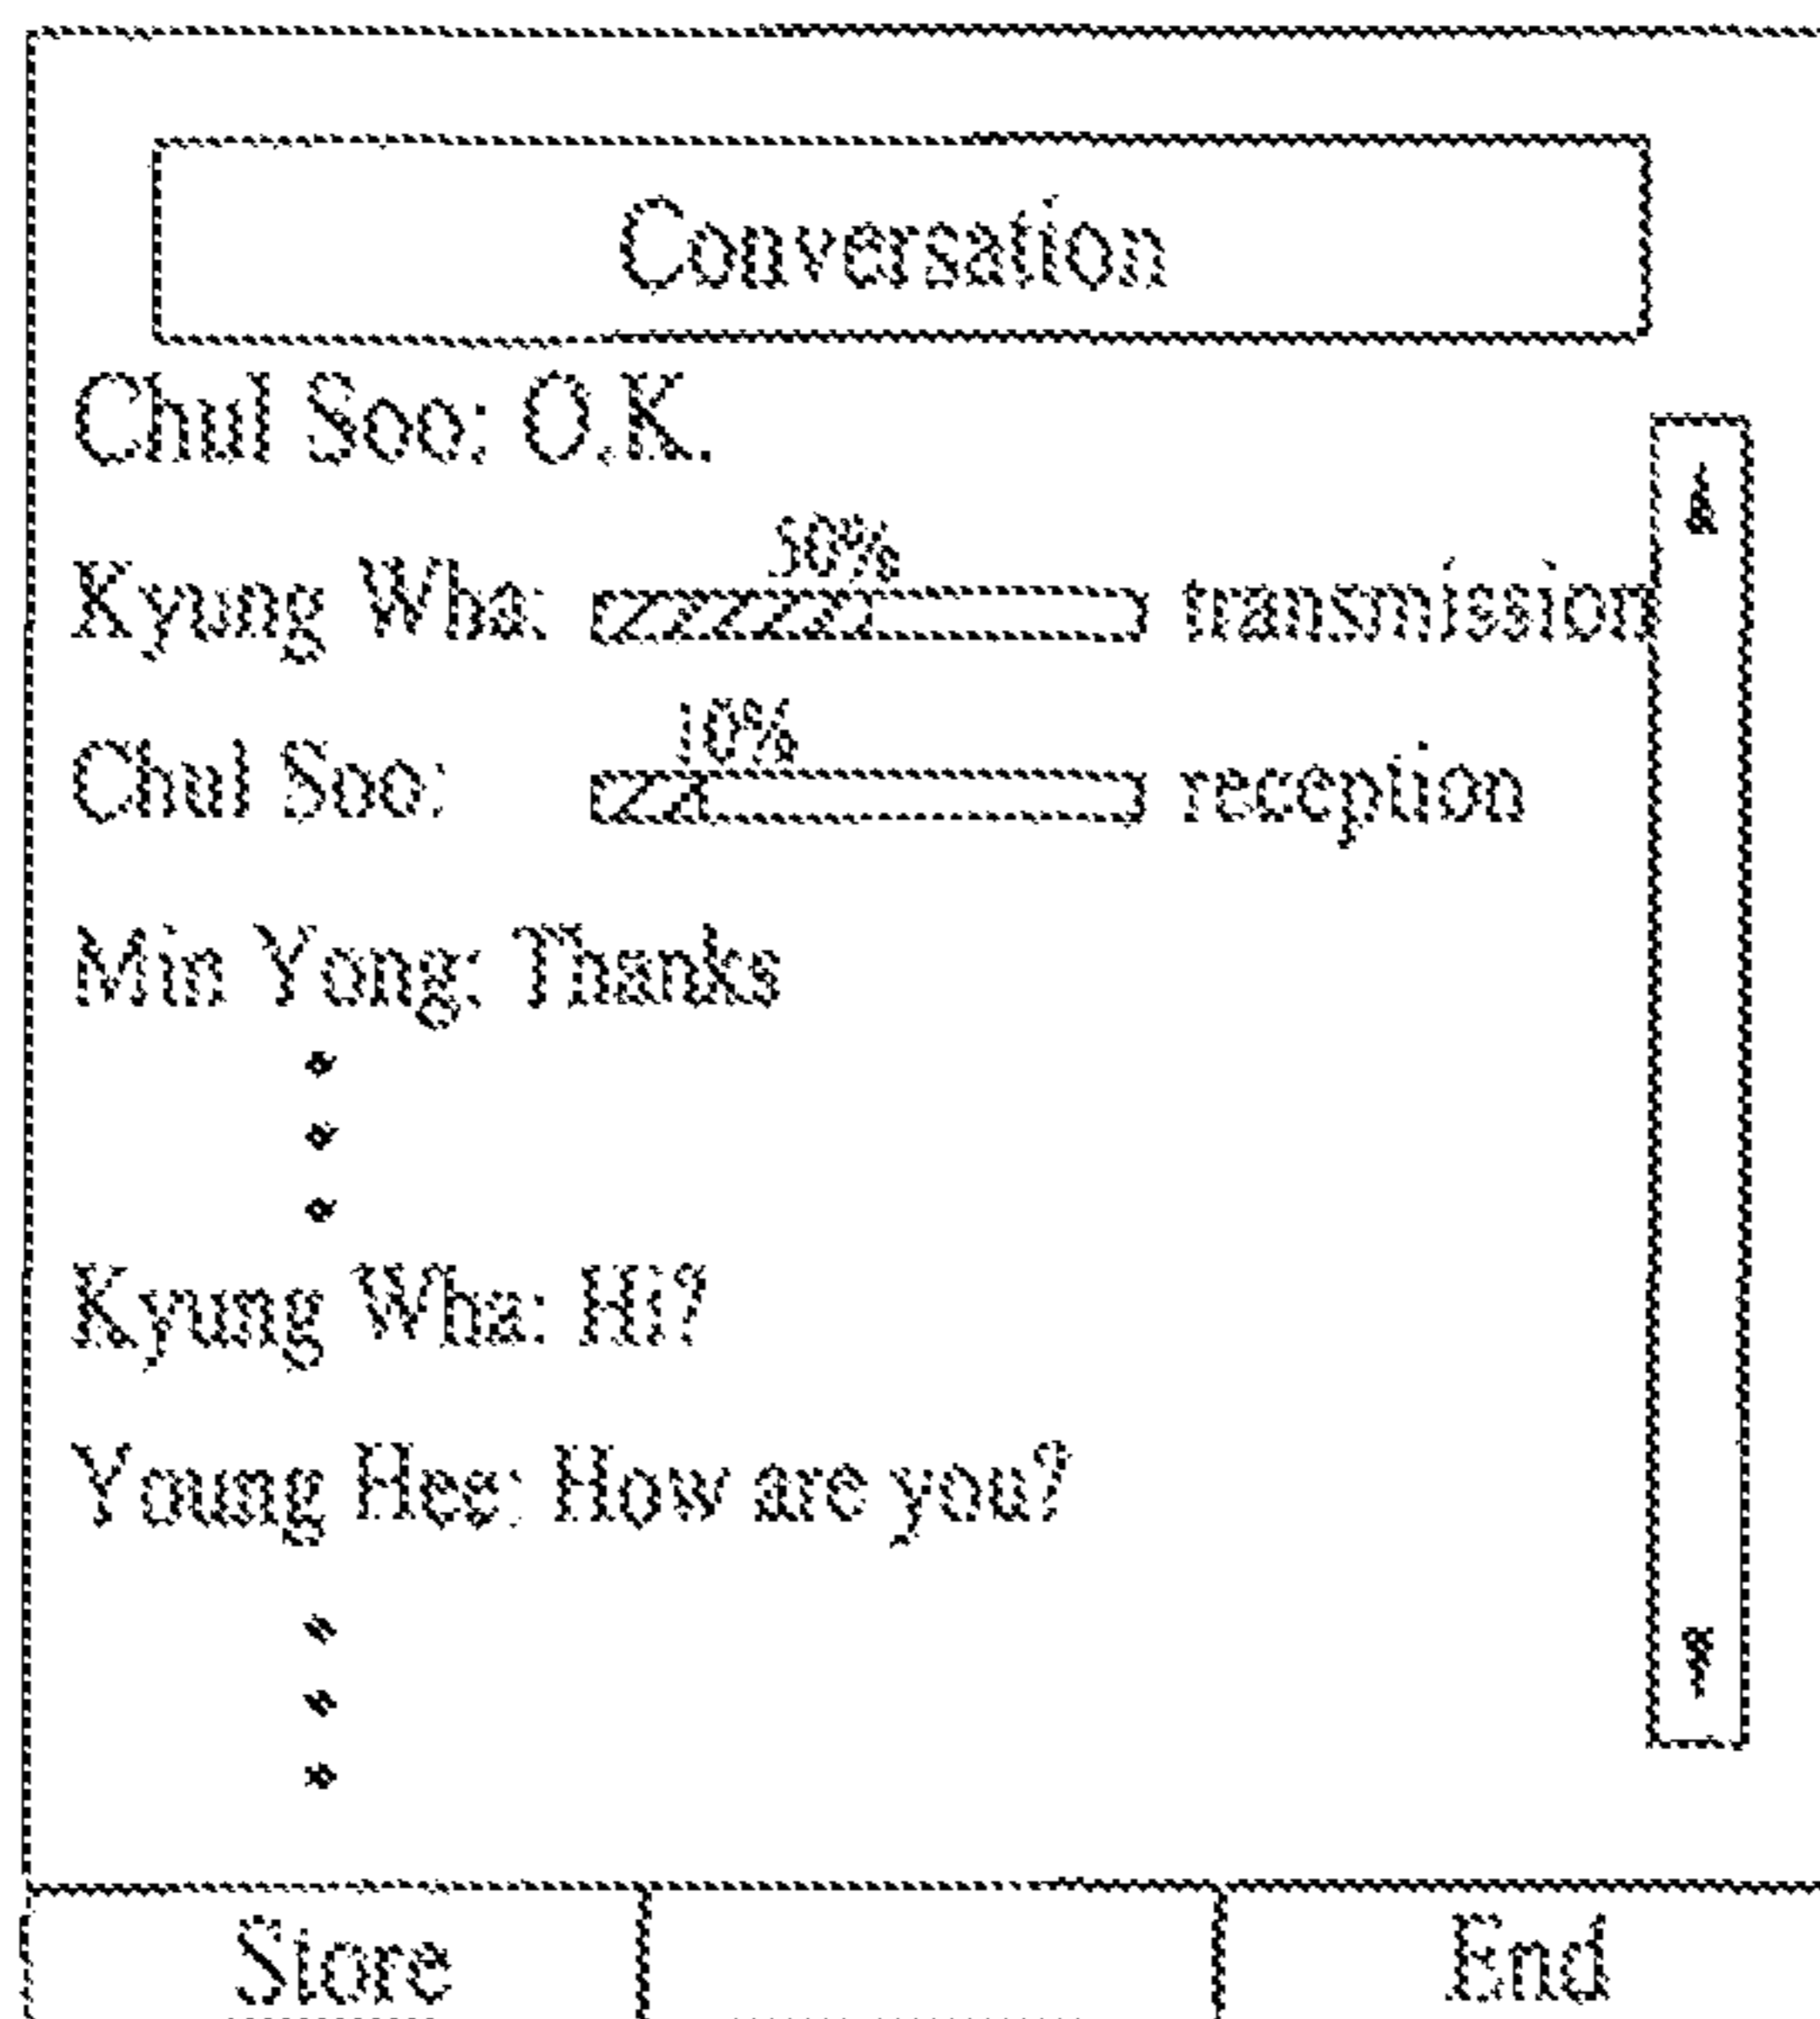 Conversation
Chul Soo: O.K.
50%
Kyung Wha: transmission
10%
Chul Soo: reception
Min Yong: Thanks
Kyung Wha: Hi?
Young Hee: How are you?
Store End